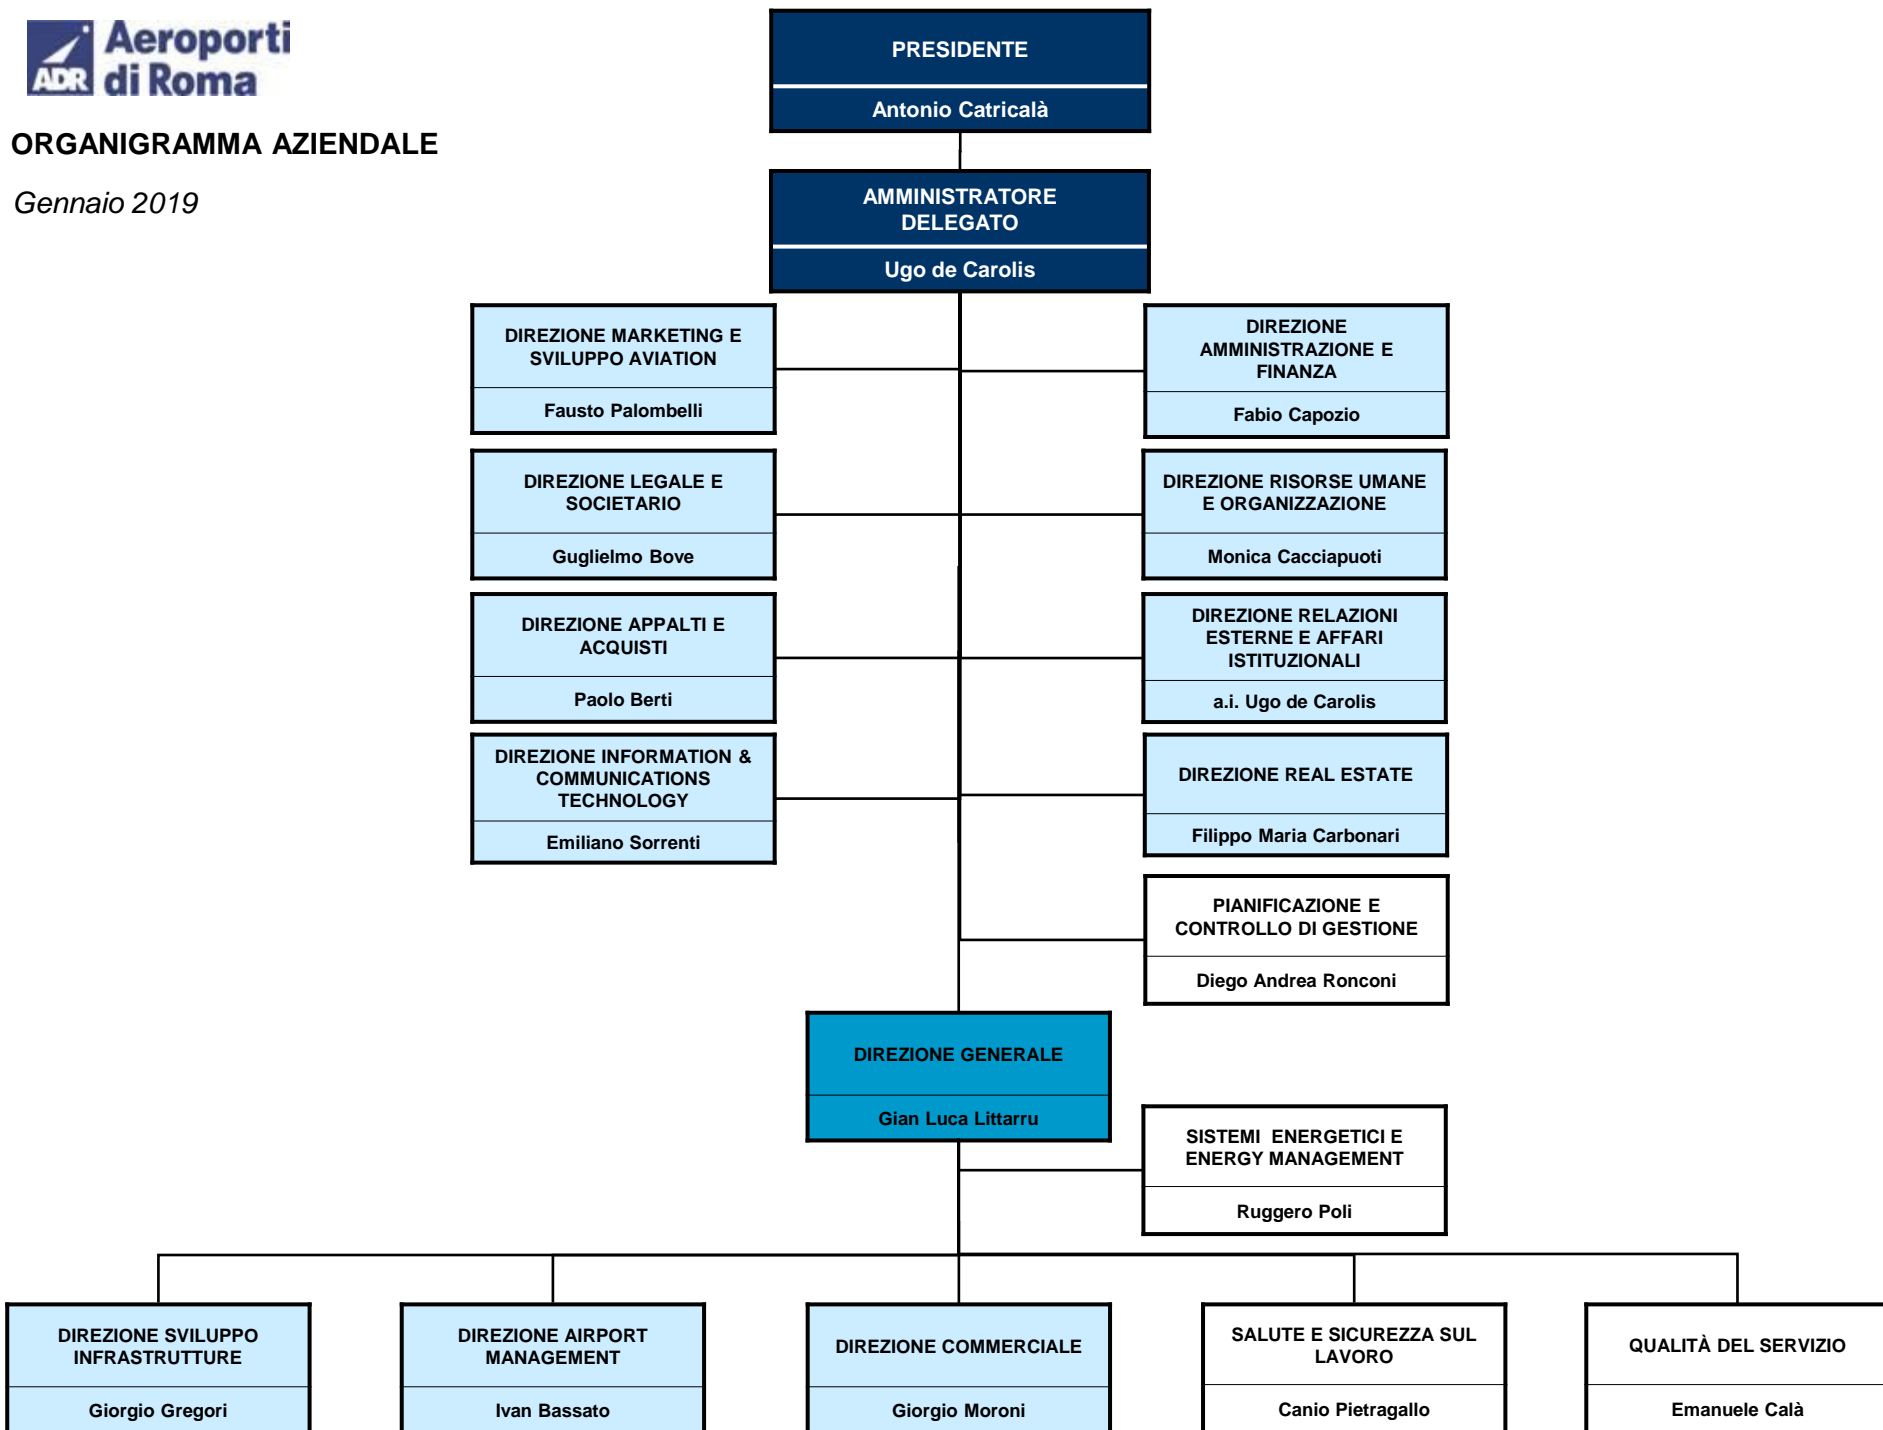 Aeroporti
di Roma
ADR
ORGANIGRAMMA AZIENDALE
Gennaio 2019
PRESIDENTE
Antonio Catricalà
AMMINISTRATORE
DELEGATO
Ugo de Carolis
DIREZIONE MARKETING E
SVILUPPO AVIATION
Fausto Palombelli
DIREZIONE
AMMINISTRAZIONE E
FINANZA
Fabio Capozio
DIREZIONE LEGALE E
SOCIETARIO
Guglielmo Bove
DIREZIONE RISORSE UMANE
E ORGANIZZAZIONE
Monica Cacciapuoti
DIREZIONE APPALTI E
ACQUISTI
Paolo Berti
DIREZIONE RELAZIONI
ESTERNE E AFFARI
ISTITUZIONALI
a.i. Ugo de Carolis
DIREZIONE INFORMATION &
COMMUNICATIONS
TECHNOLOGY
Emiliano Sorrenti
DIREZIONE REAL ESTATE
Filippo Maria Carbonari
PIANIFICAZIONE E
CONTROLLO DI GESTIONE
Diego Andrea Ronconi
DIREZIONE GENERALE
Gian Luca Littarru
SISTEMI  ENERGETICI E
ENERGY MANAGEMENT
Ruggero Poli
DIREZIONE SVILUPPO
INFRASTRUTTURE
Giorgio Gregori
DIREZIONE AIRPORT
MANAGEMENT
Ivan Bassato
DIREZIONE COMMERCIALE
Giorgio Moroni
SALUTE E SICUREZZA SUL
LAVORO
Canio Pietragallo
QUALITÀ DEL SERVIZIO
Emanuele Calà